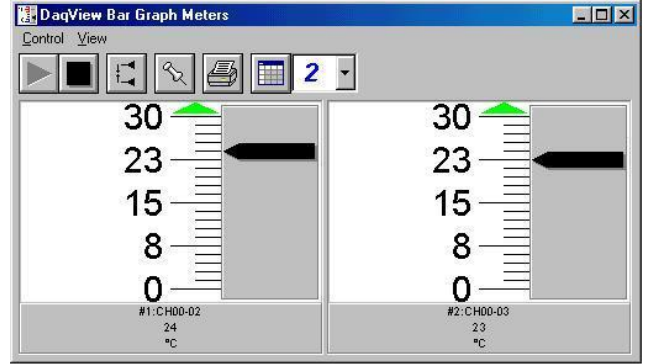 DaqView Bar Graph Meters
Control View
2
30
23
15
8
0
#1:CH00-02
24
°C
30
23
15
8
0
#2:CH00-03
23
°C